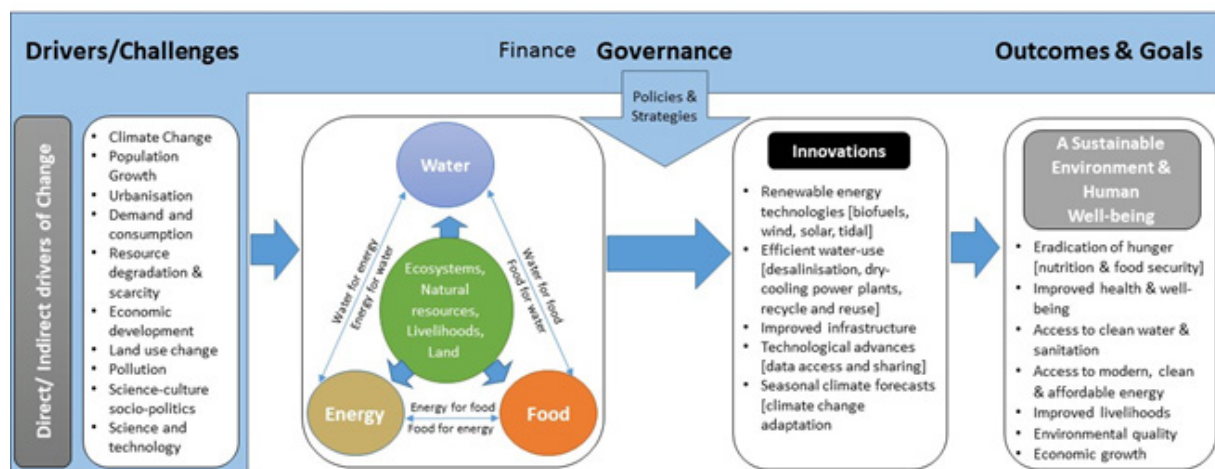 Drivers/Challenges
Finance Governance
Outcomes & Goals
Policies &
Strategies
Direct/ Indirect drivers of Change
• Climate Change
• Population
Growth
• Urbanisation
• Demand and
consumption
• Resource
degradation &
scarcity
• Economic
development
• Land use change
• Pollution
• Science-culture
socio-politics
• Science and
technology
Water
Water for energy
Energy for water
Ecosystems,
Natural
resources,
Livelihoods,
Land
Water for food
Food for water
Energy
Energy for food
Food for energy
Food
Innovations
• Renewable energy
technologies [biofuels,
wind, solar, tidal]
• Efficient water-use
[desalinisation, dry-
cooling power plants,
recycle and reuse]
• Improved infrastructure
• Technological advances
[data access and sharing]
• Seasonal climate forecasts
[climate change
adaptation
A Sustainable
Environment &
Human
Well-being
• Eradication of hunger
[nutrition & food security]
• Improved health & well-
being
• Access to clean water &
sanitation
• Access to modern, clean
& affordable energy
• Improved livelihoods
• Environmental quality
• Economic growth